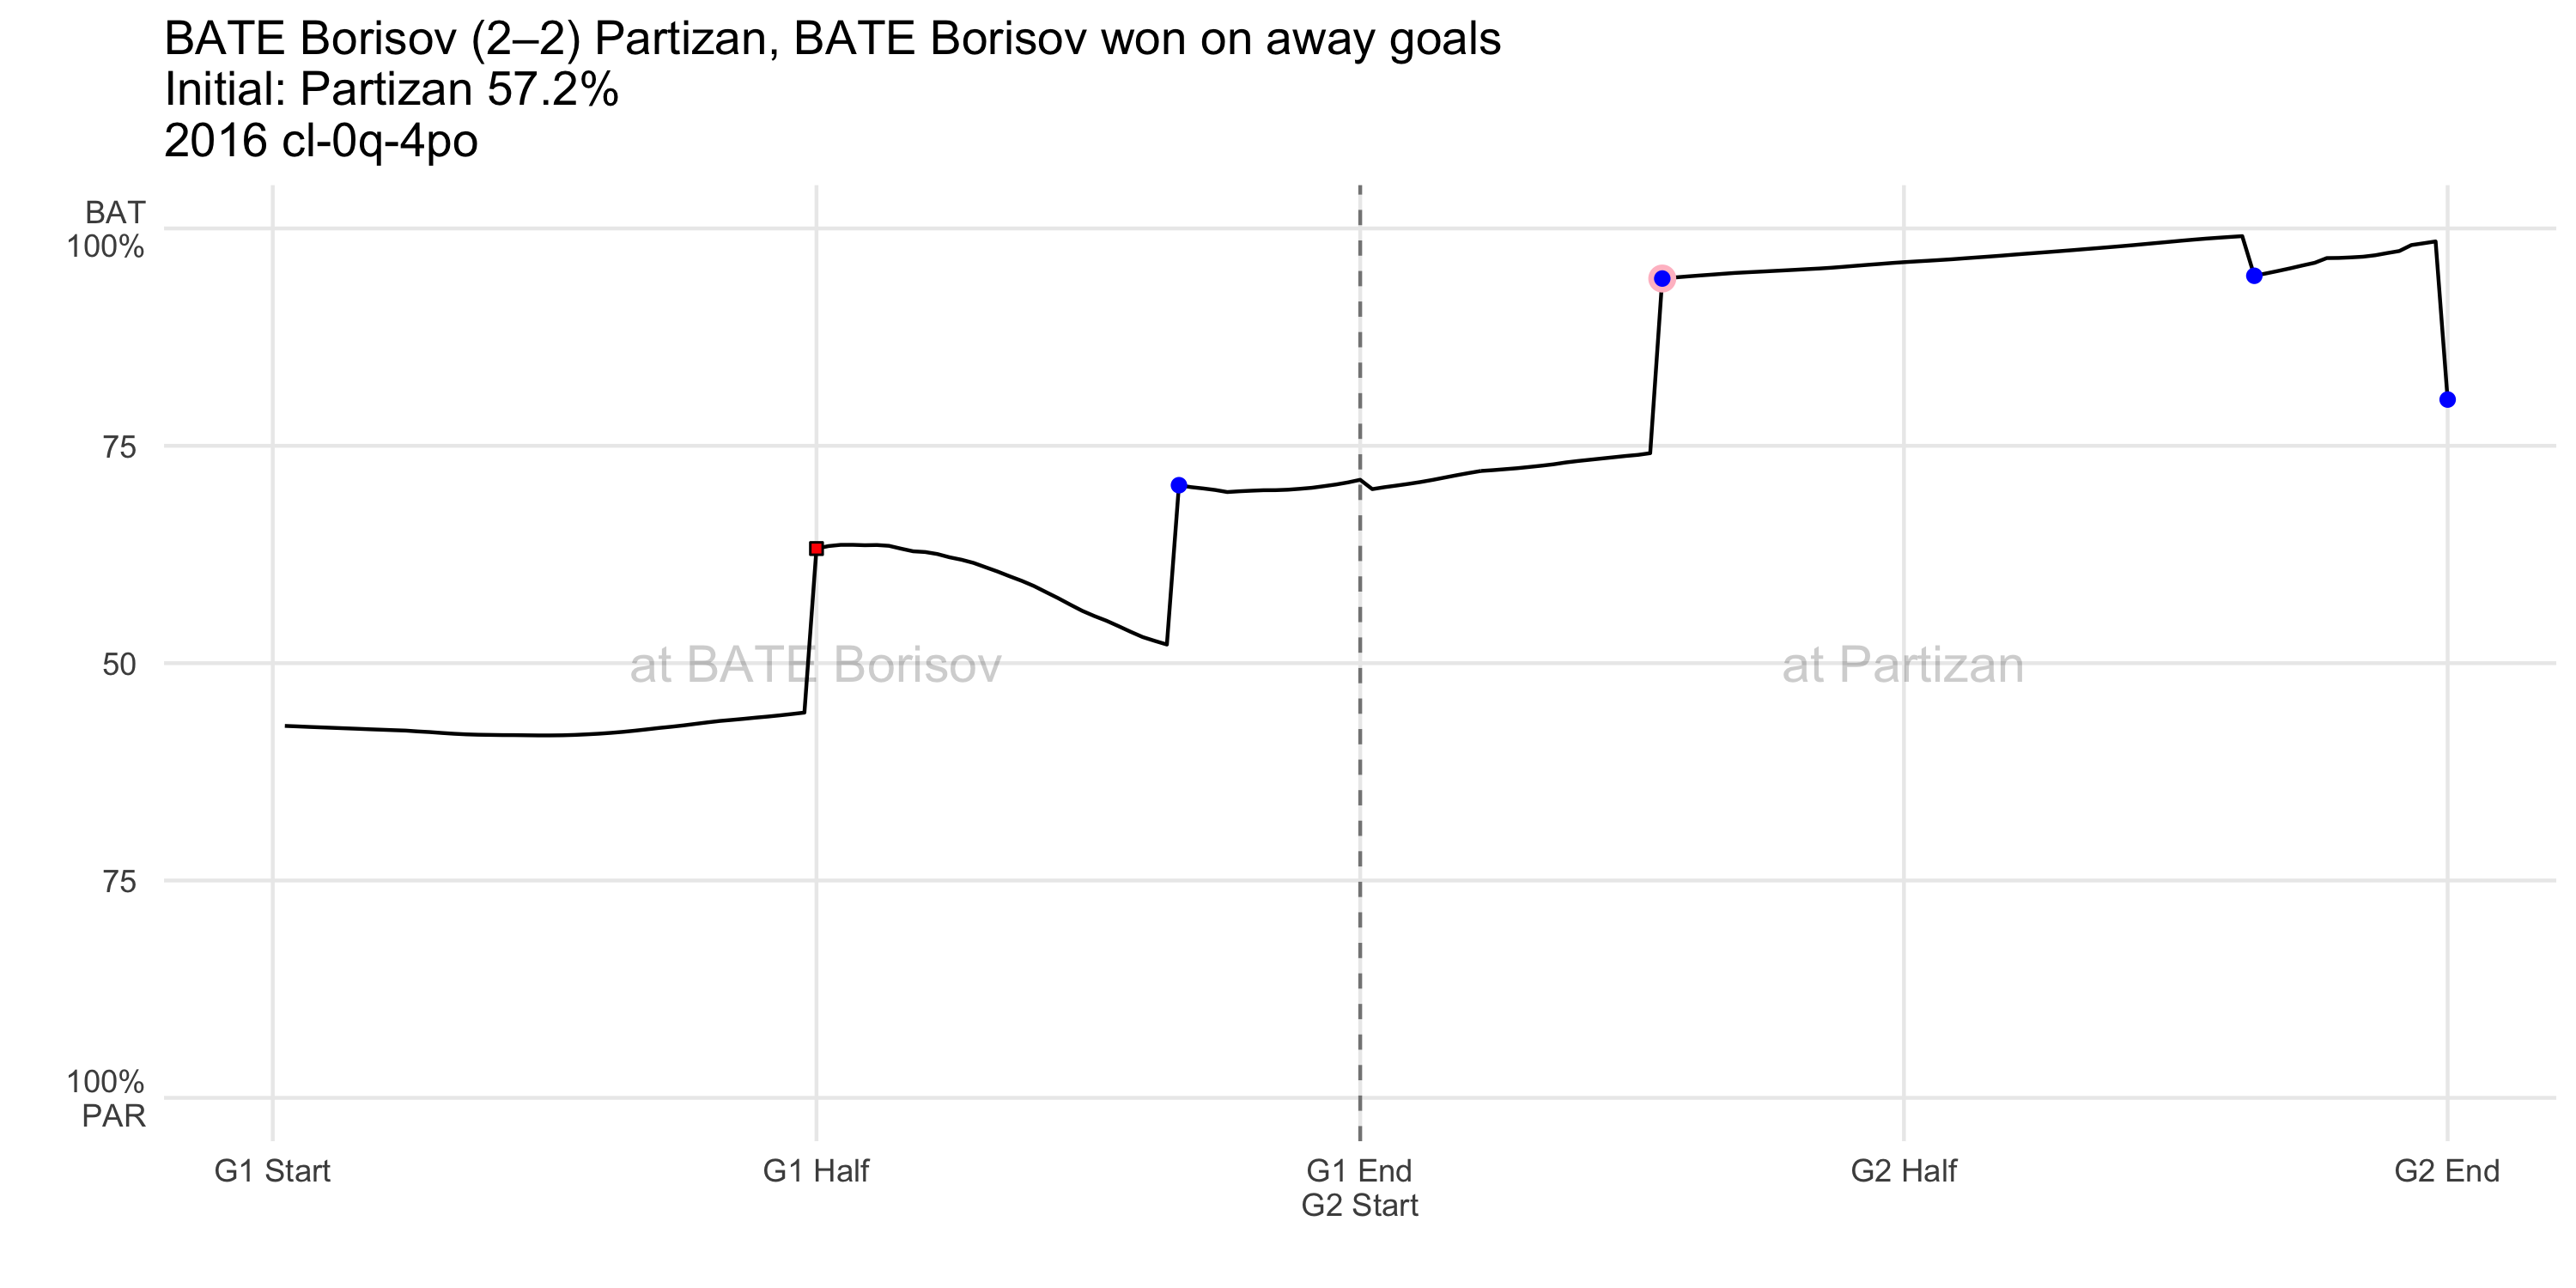 BATE Borisov (2–2) Partizan, BATE Borisov won on away goals
Initial: Partizan 57.2%
2016 cl-0q-4po
BAT
100%
75
50
75
100%
PAR
at BATE Borisov
at Partizan
G1 Start
G1 Half
G1 End
G2 Start
G2 Half
G2 End